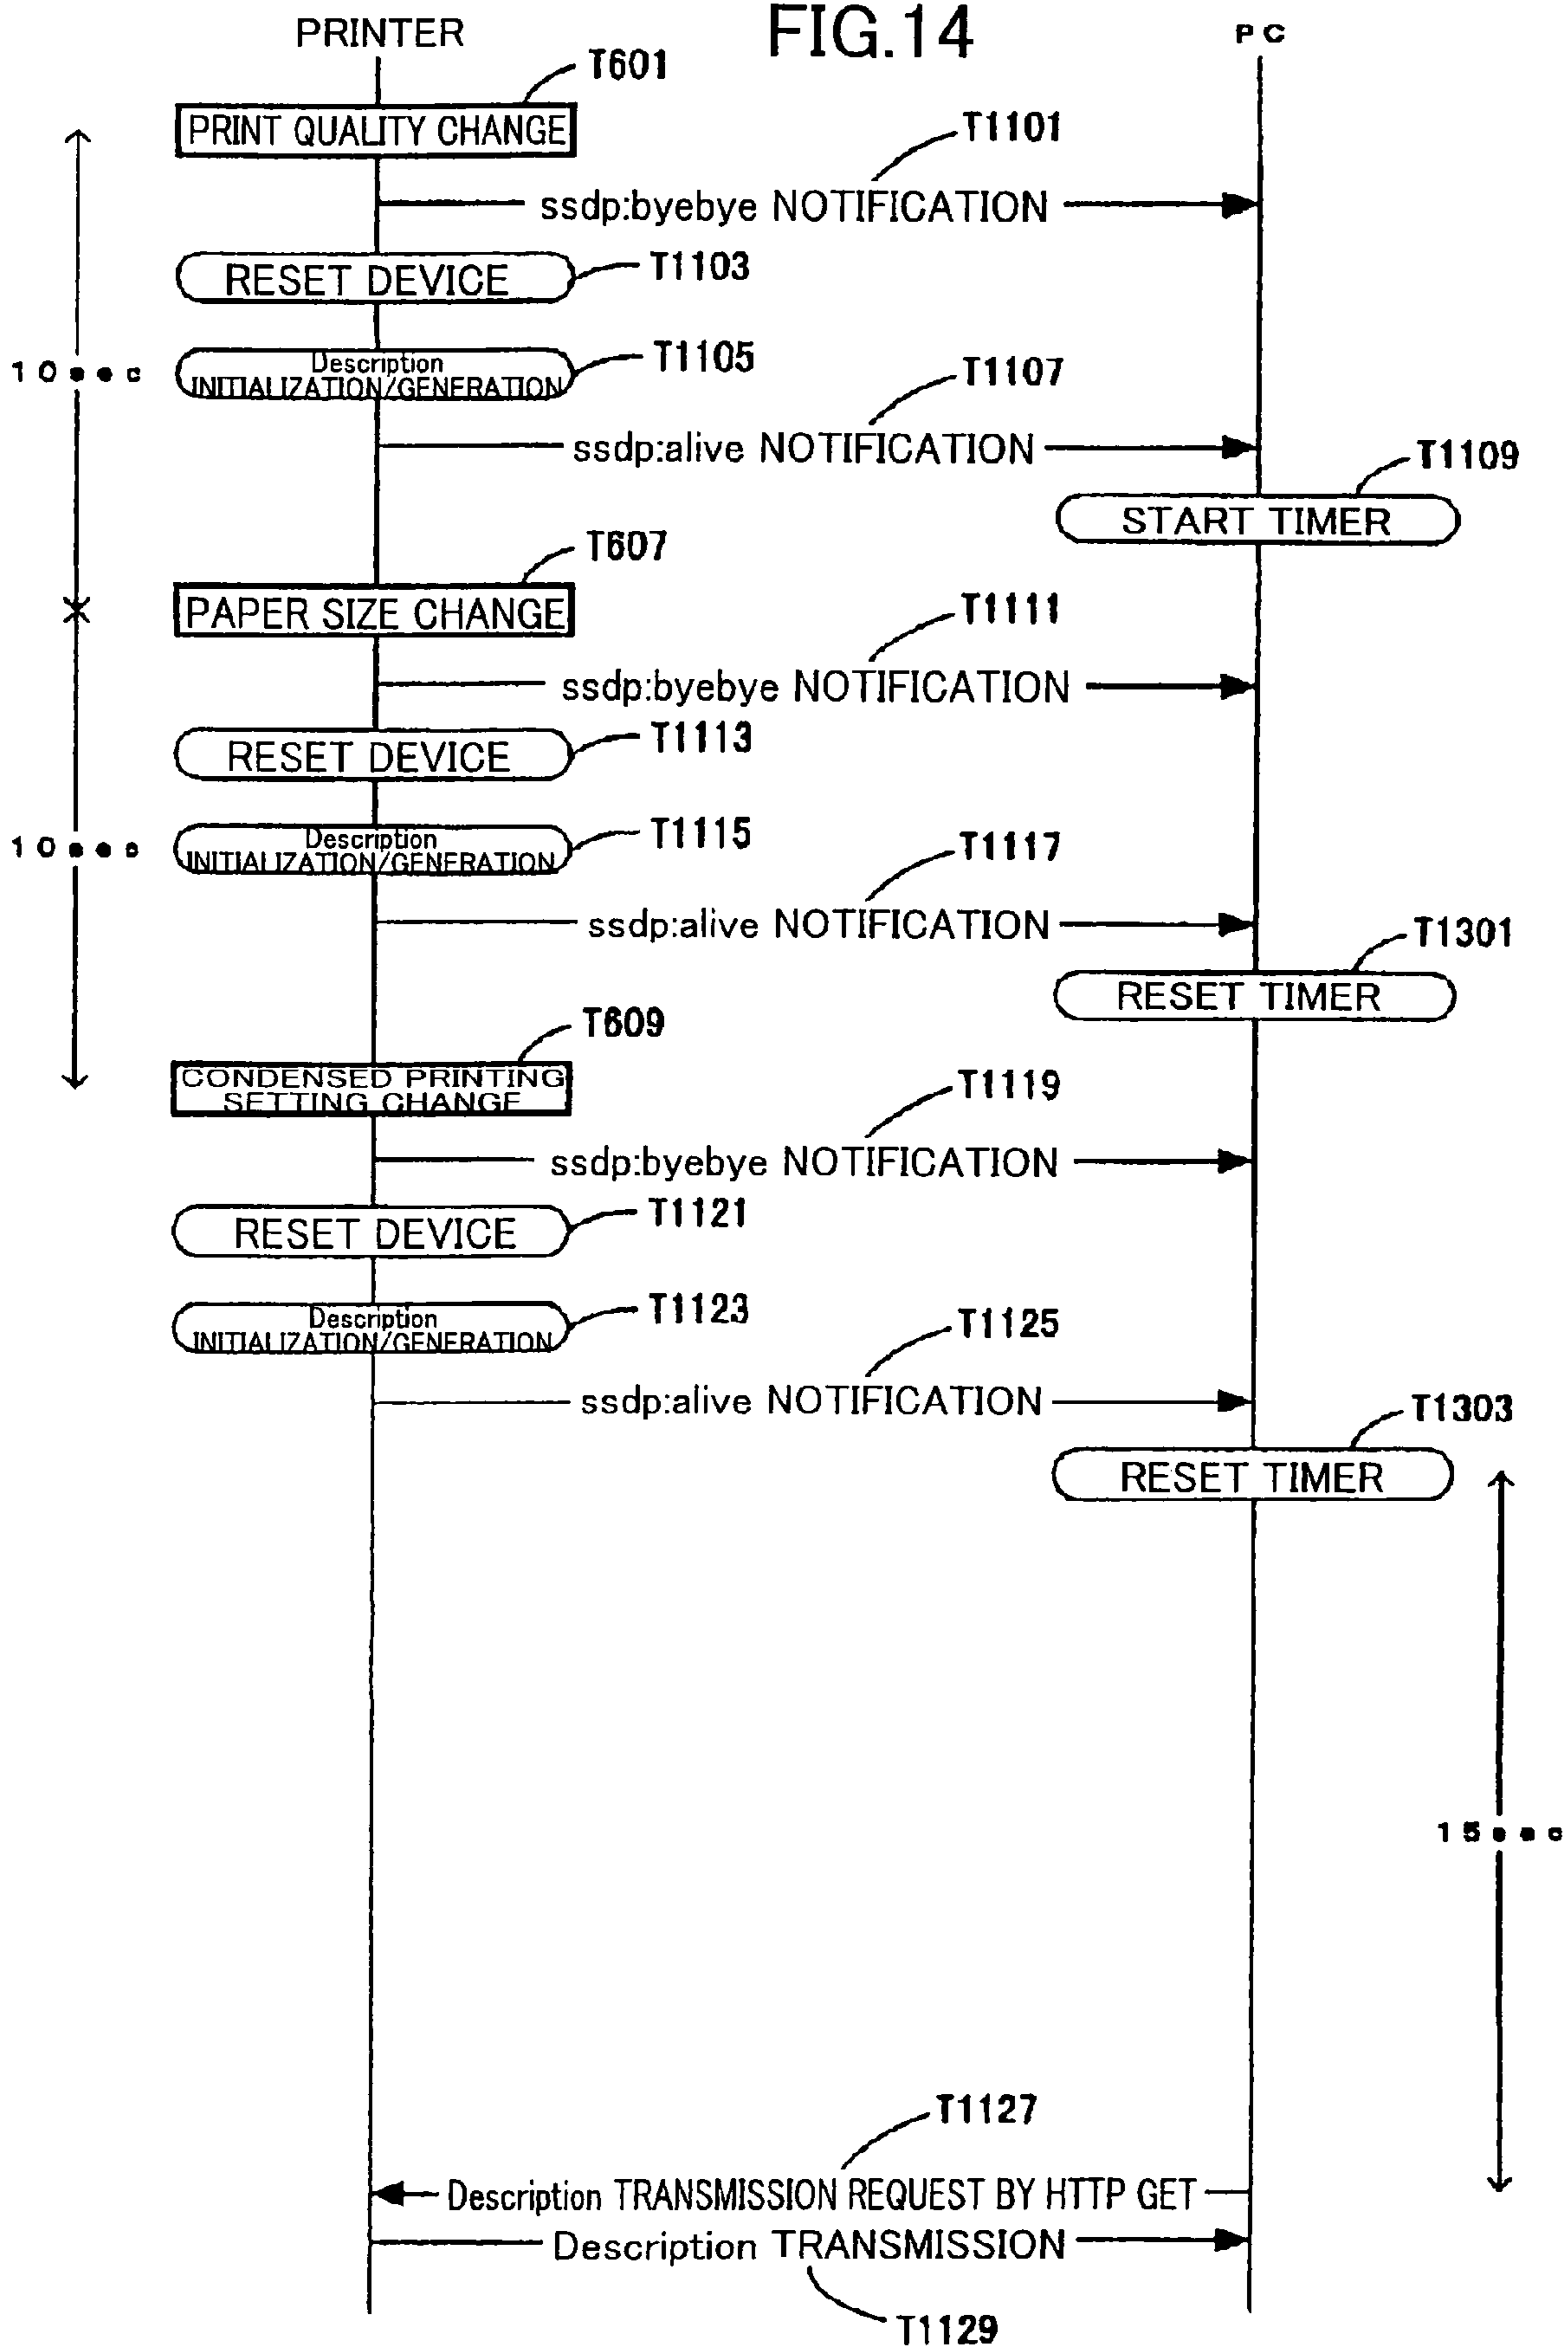 FIG.14
PRINTER
PC
T601
PRINT QUALITY CHANGE
T1101
ssdp:byebye NOTIFICATION
RESET DEVICE
T1103
10sec
Description
INITIALIZATION/GENERATION
T1105
T1107
ssdp:alive NOTIFICATION
T1109
START TIMER
T607
PAPER SIZE CHANGE
T1111
ssdp:byebye NOTIFICATION
RESET DEVICE
T1113
10sec
Description
INITIALIZATION/GENERATION
T1115
T1117
ssdp:alive NOTIFICATION
T1301
RESET TIMER
T609
CONDENSED PRINTING
SETTING CHANGE
T1119
ssdp:byebye NOTIFICATION
RESET DEVICE
T1121
Description
INITIALIZATION/GENERATION
T1123
T1125
ssdp:alive NOTIFICATION
T1303
RESET TIMER
15sec
T1127
Description TRANSMISSION REQUEST BY HTTP GET
Description TRANSMISSION
T1129